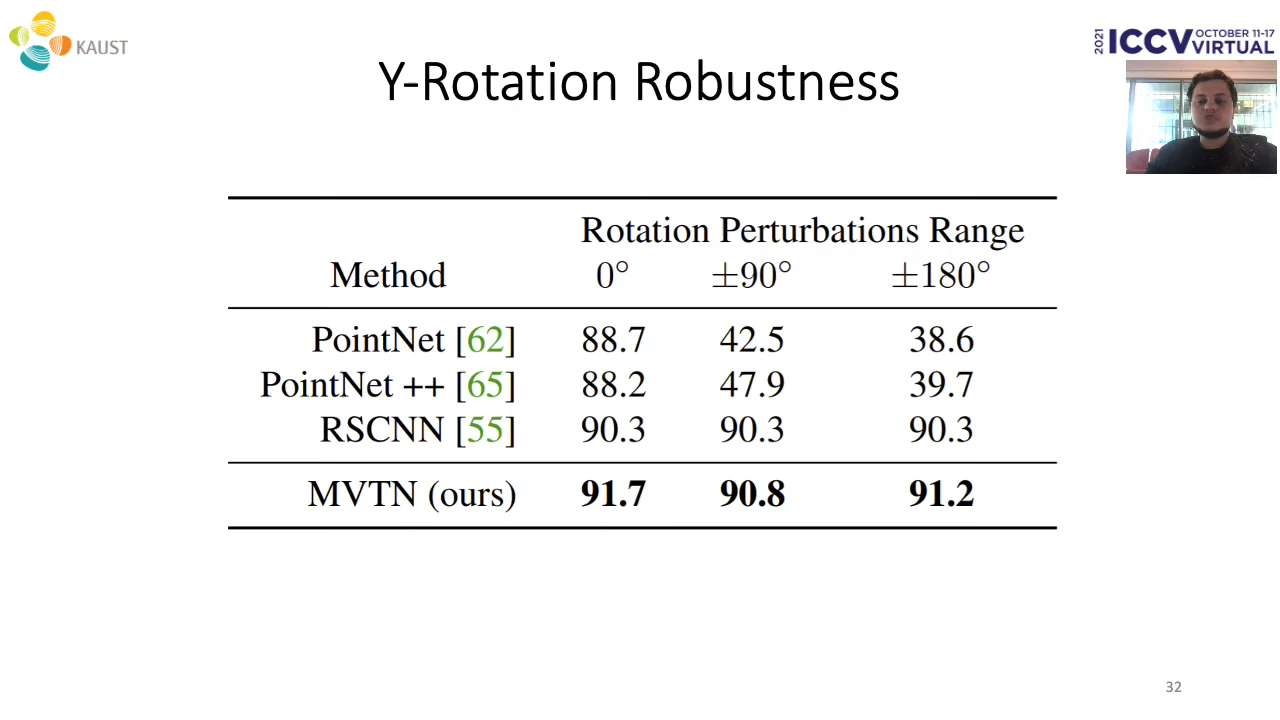 KAUST
2021 ICCV OCTOBER 11-17 VIRTUAL
Y-Rotation Robustness
Rotation Perturbations Range
Method 0° ±90° ±180°
PointNet [62] 88.7 42.5 38.6
PointNet ++ [65] 88.2 47.9 39.7
RSCNN [55] 90.3 90.3 90.3
MVTN (ours) 91.7 90.8 91.2
32